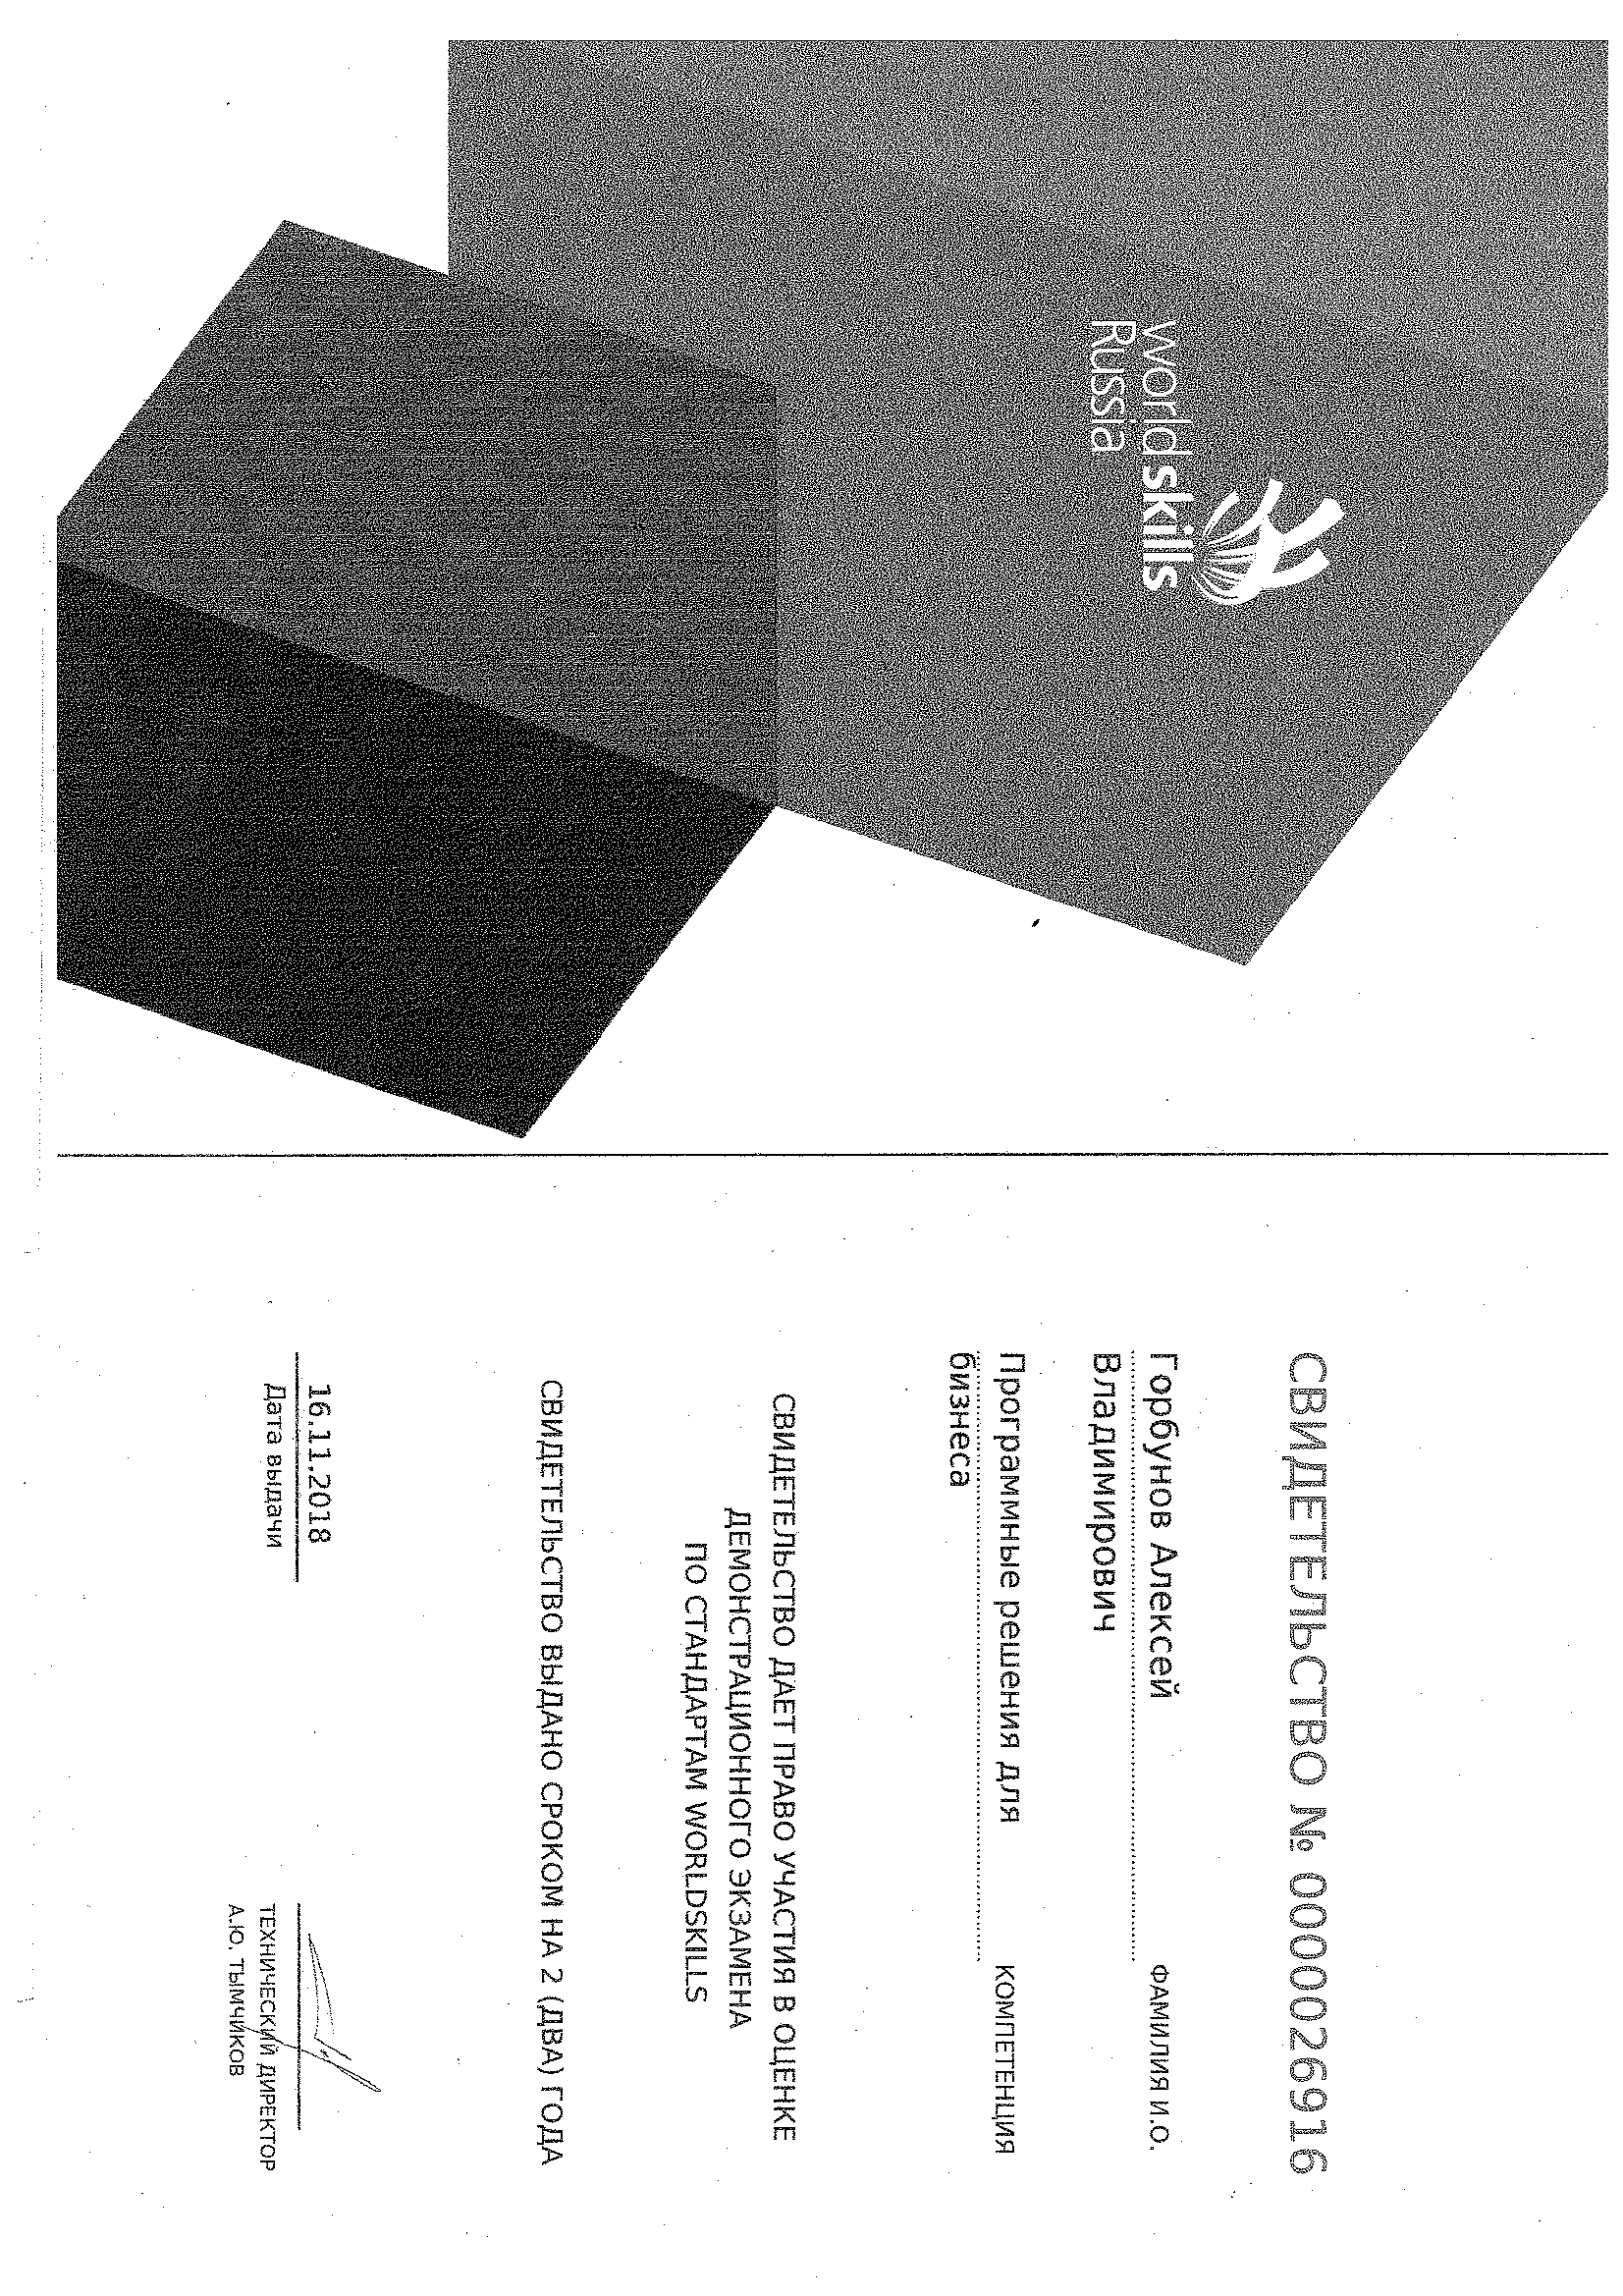 worldskills
Russia
СВИДЕТЕЛЬСТВО № 0000026916
Горбунов Алексей
Владимирович
ФАМИЛИЯ И.О.
Программные решения для
бизнеса
КОМПЕТЕНЦИЯ
СВИДЕТЕЛЬСТВО ДАЕТ ПРАВО УЧАСТИЯ В ОЦЕНКЕ
ДЕМОНСТРАЦИОННОГО ЭКЗАМЕНА
ПО СТАНДАРТАМ WORLDSKILLS
СВИДЕТЕЛЬСТВО ВЫДАНО СРОКОМ НА 2 (ДВА) ГОДА
16.11.2018
Дата выдачи
ТЕХНИЧЕСКИЙ ДИРЕКТОР
А.Ю. ТЫМЧИКОВ